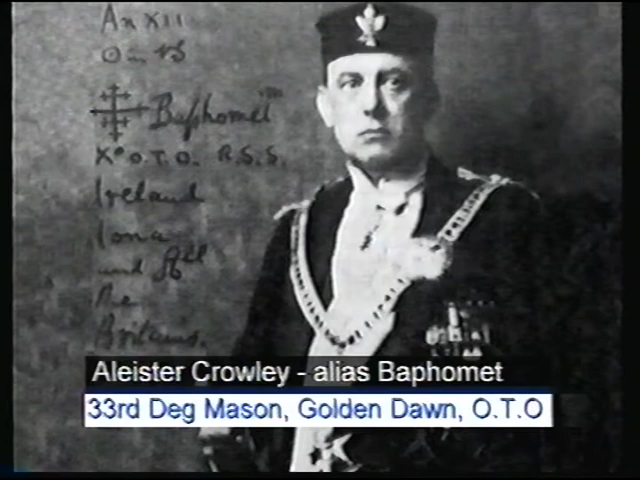 An XII
O in ♑
Baphomet
X° O.T.O. R.S.S.
Ireland
Iona
and All
the
Britains.
Aleister Crowley - alias Baphomet
33rd Deg Mason, Golden Dawn, O.T.O